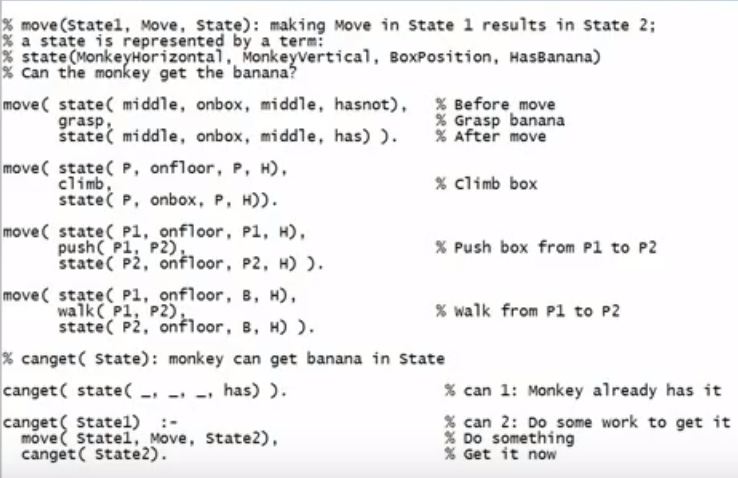 % move(State1, Move, State): making Move in State 1 results in State 2;
% a state is represented by a term:
% state(MonkeyHorizontal, MonkeyVertical, BoxPosition, HasBanana)
% Can the monkey get the banana?
move( state( middle, onbox, middle, hasnot), % Before move
grasp, % Grasp banana
state( middle, onbox, middle, has) ). % After move
move( state( P, onfloor, P, H),
climb, % Climb box
state( P, onbox, P, H)).
move( state( P1, onfloor, P1, H),
push( P1, P2), % Push box from P1 to P2
state( P2, onfloor, P2, H) ).
move( state( P1, onfloor, B, H),
walk( P1, P2), % Walk from P1 to P2
state( P2, onfloor, B, H) ).
% canget( State): monkey can get banana in State
canget( state( _, _, _, has) ). % can 1: Monkey already has it
canget( State1) :- % can 2: Do some work to get it
move( State1, Move, State2), % Do something
canget( State2). % Get it now